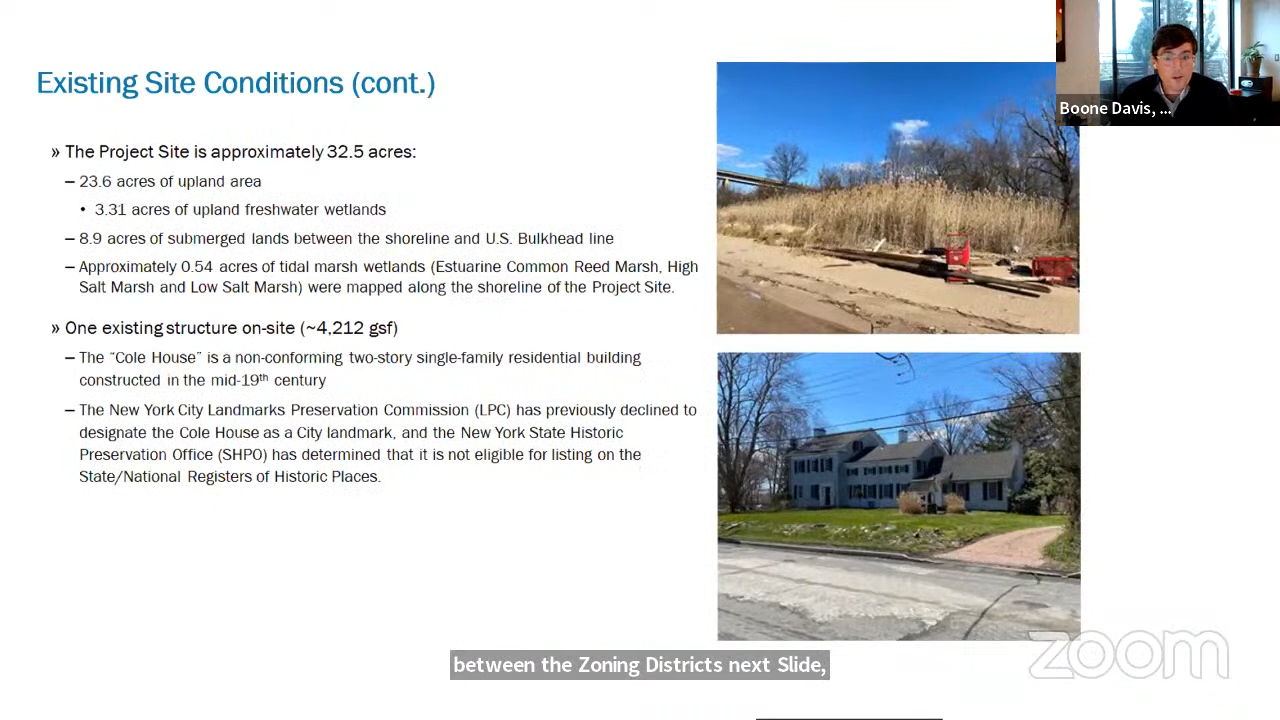 Existing Site Conditions (cont.)
» The Project Site is approximately 32.5 acres:
– 23.6 acres of upland area
• 3.31 acres of upland freshwater wetlands
– 8.9 acres of submerged lands between the shoreline and U.S. Bulkhead line
– Approximately 0.54 acres of tidal marsh wetlands (Estuarine Common Reed Marsh, High
Salt Marsh and Low Salt Marsh) were mapped along the shoreline of the Project Site.
» One existing structure on-site (~4,212 gsf)
– The “Cole House” is a non-conforming two-story single-family residential building
constructed in the mid-19th century
– The New York City Landmarks Preservation Commission (LPC) has previously declined to
designate the Cole House as a City landmark, and the New York State Historic
Preservation Office (SHPO) has determined that it is not eligible for listing on the
State/National Registers of Historic Places.
Boone Davis, ...
between the Zoning Districts next Slide,
zoom